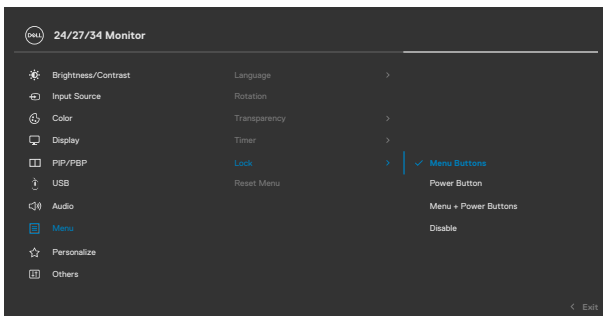 DELL 24/27/34 Monitor
Brightness/Contrast Language >
Input Source Rotation
Color Transparency >
Display Timer >
PIP/PBP Lock > ✓ Menu Buttons
USB Reset Menu Power Button
Audio Menu + Power Buttons
Menu Disable
Personalize
Others
< Exit